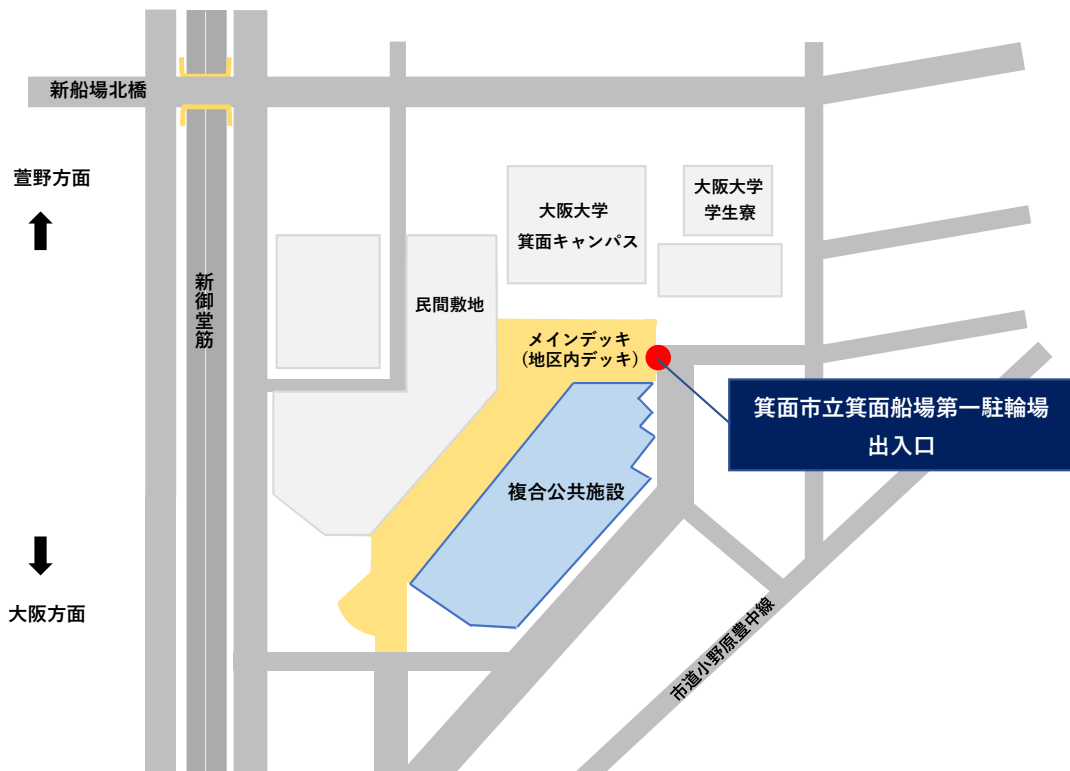 新船場北橋
萱野方面
大阪大学
学生寮
大阪大学
箕面キャンパス
新御堂筋
民間敷地
メインデッキ
(地区内デッキ)
箕面市立箕面船場第一駐輪場
出入口
複合公共施設
大阪方面
市道小野原豊中線